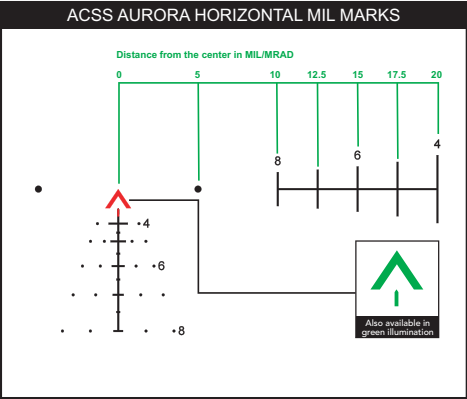 ACSS AURORA HORIZONTAL MIL MARKS
Distance from the center in MIL/MRAD
0 5 10 12.5 15 17.5 20
4
6
8
4
6
8
Also available in
green illumination